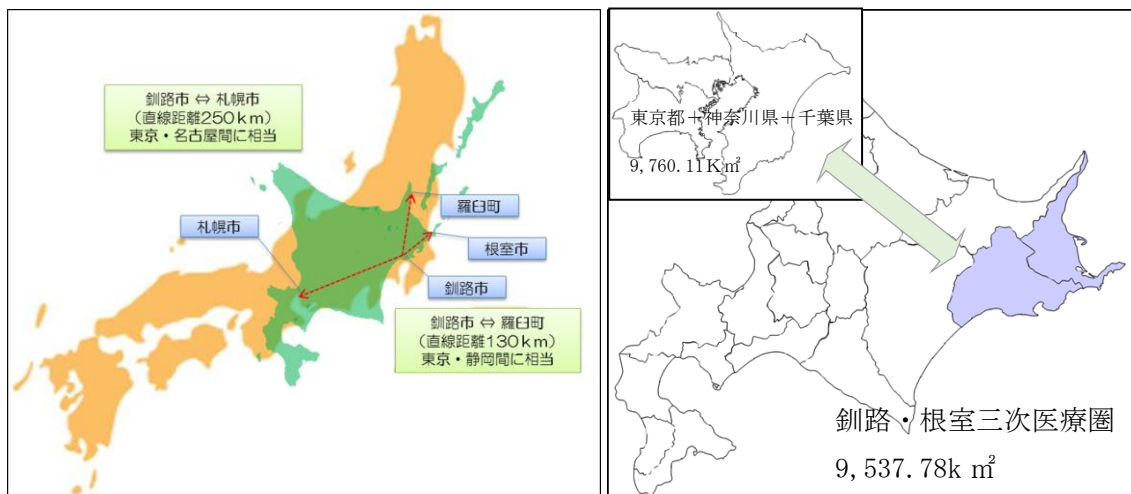 釧路市 ⇔ 札幌市
(直線距離250km)
東京・名古屋間に相当
札幌市
羅臼町
根室市
釧路市
釧路市 ⇔ 羅臼町
(直線距離130km)
東京・静岡間に相当
東京都＋神奈川県＋千葉県
9,760.11K㎡
釧路・根室三次医療圏
9,537.78k㎡